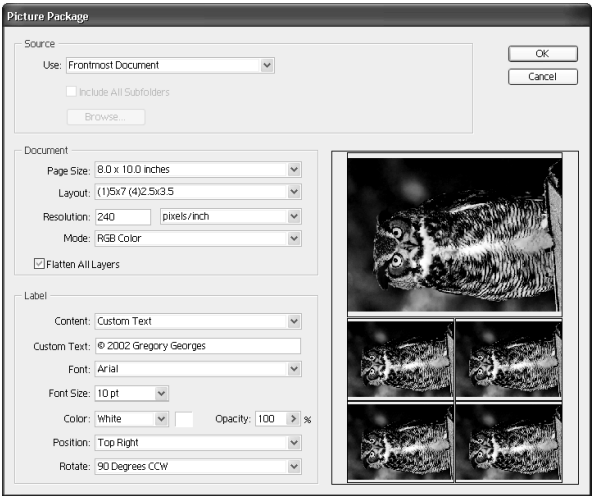 Picture Package
Source
Use: Frontmost Document
Include All Subfolders
Browse...
OK
Cancel
Document
Page Size: 8.0 x 10.0 inches
Layout: (1)5x7 (4)2.5x3.5
Resolution: 240 pixels/inch
Mode: RGB Color
Flatten All Layers
Label
Content: Custom Text
Custom Text: © 2002 Gregory Georges
Font: Arial
Font Size: 10 pt
Color: White Opacity: 100 %
Position: Top Right
Rotate: 90 Degrees CCW